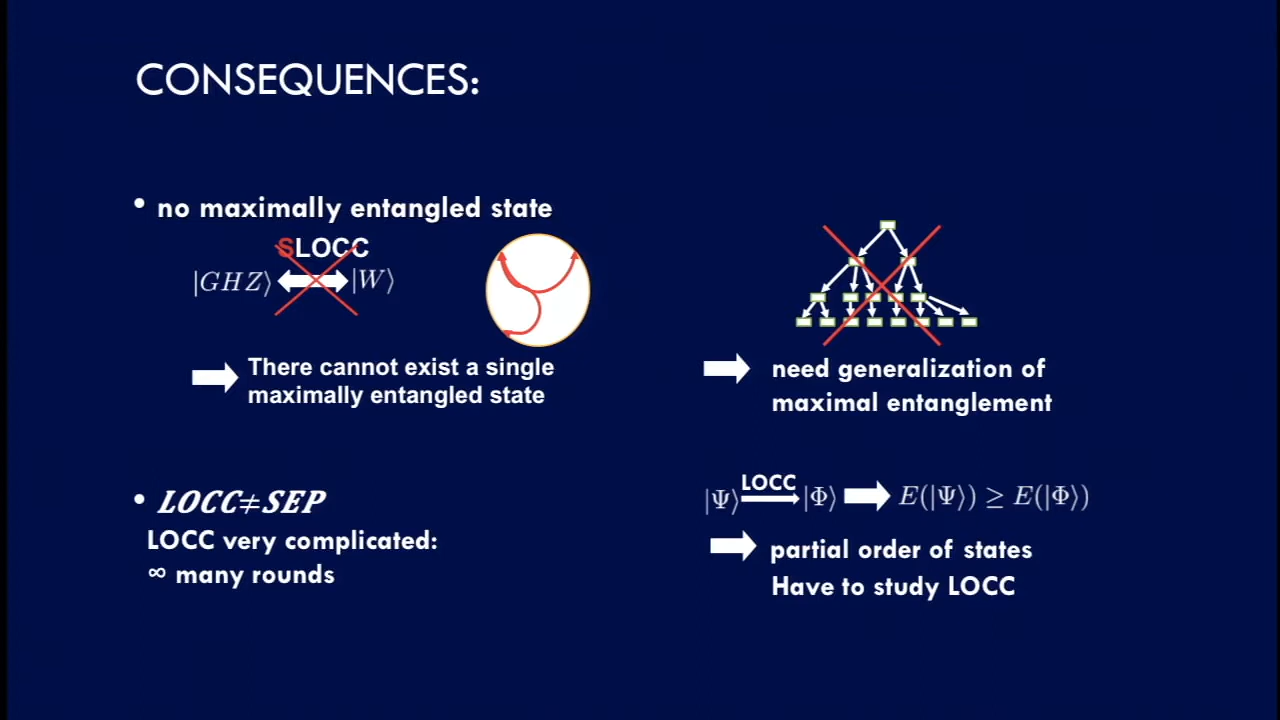 CONSEQUENCES:
• no maximally entangled state
SLOCC
|GHZ⟩ |W⟩
There cannot exist a single
maximally entangled state
need generalization of
maximal entanglement
• LOCC≠SEP
LOCC very complicated:
∞ many rounds
LOCC
|Ψ⟩ |Φ⟩ E(|Ψ⟩) ≥ E(|Φ⟩)
partial order of states
Have to study LOCC